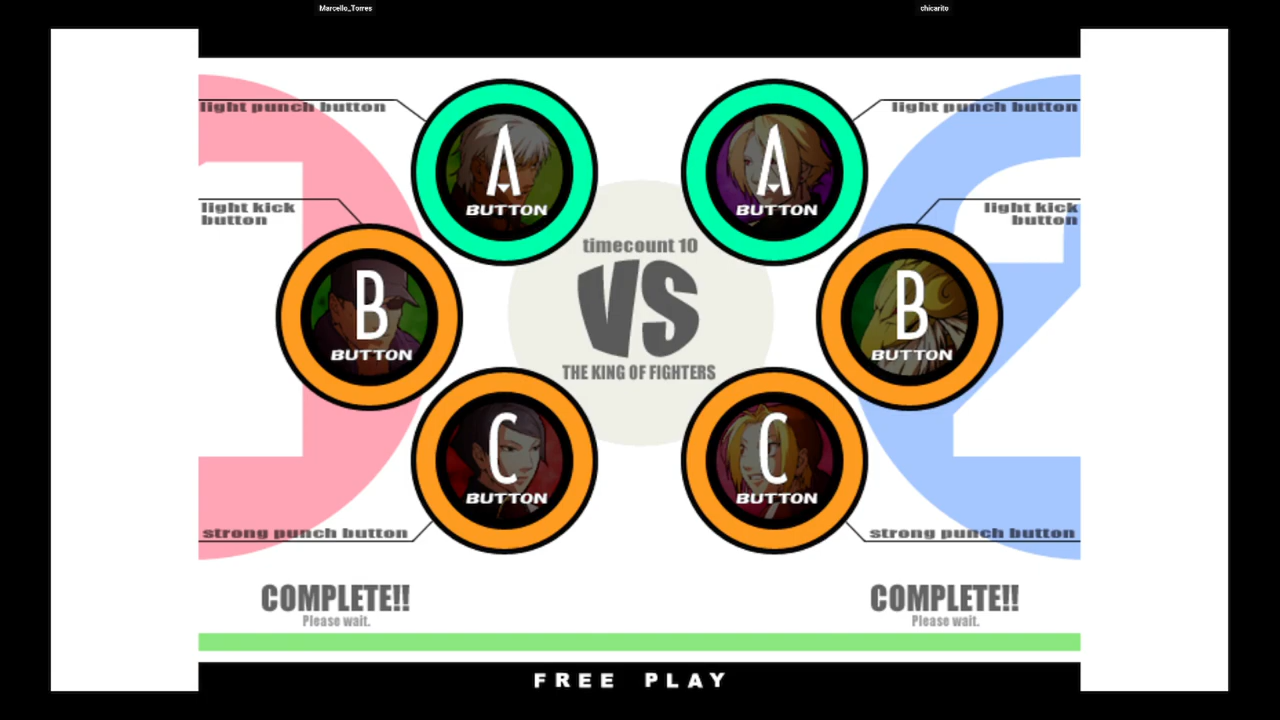 Marcello_Torres
chicarito
light punch button
A
BUTTON
A
BUTTON
light punch button
light kick
button
light kick
button
timecount 10
VS
THE KING OF FIGHTERS
B
BUTTON
B
BUTTON
C
BUTTON
C
BUTTON
strong punch button
strong punch button
COMPLETE!!
Please wait.
COMPLETE!!
Please wait.
FREE PLAY